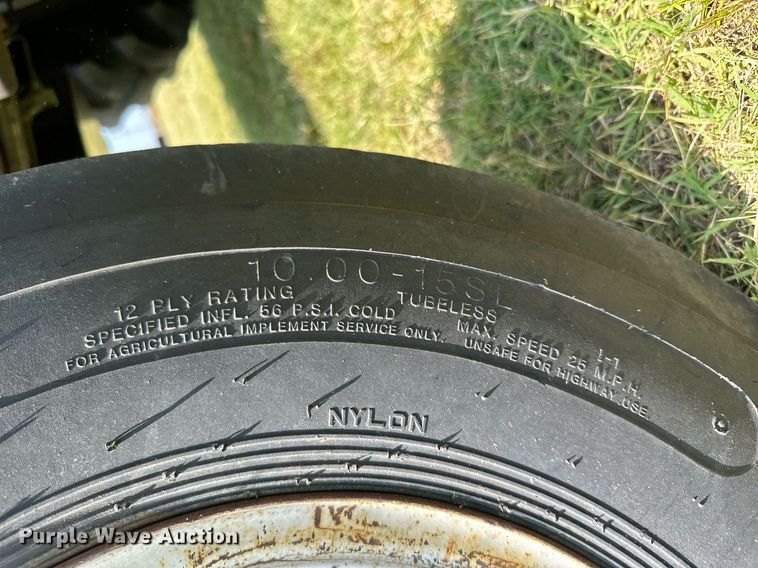 10.00-15SL
12 PLY RATING TUBELESS I-1
SPECIFIED INFL. 56 P.S.I. COLD MAX. SPEED 25 M.P.H.
FOR AGRICULTURAL IMPLEMENT SERVICE ONLY. UNSAFE FOR HIGHWAY USE
NYLON
Purple Wave Auction